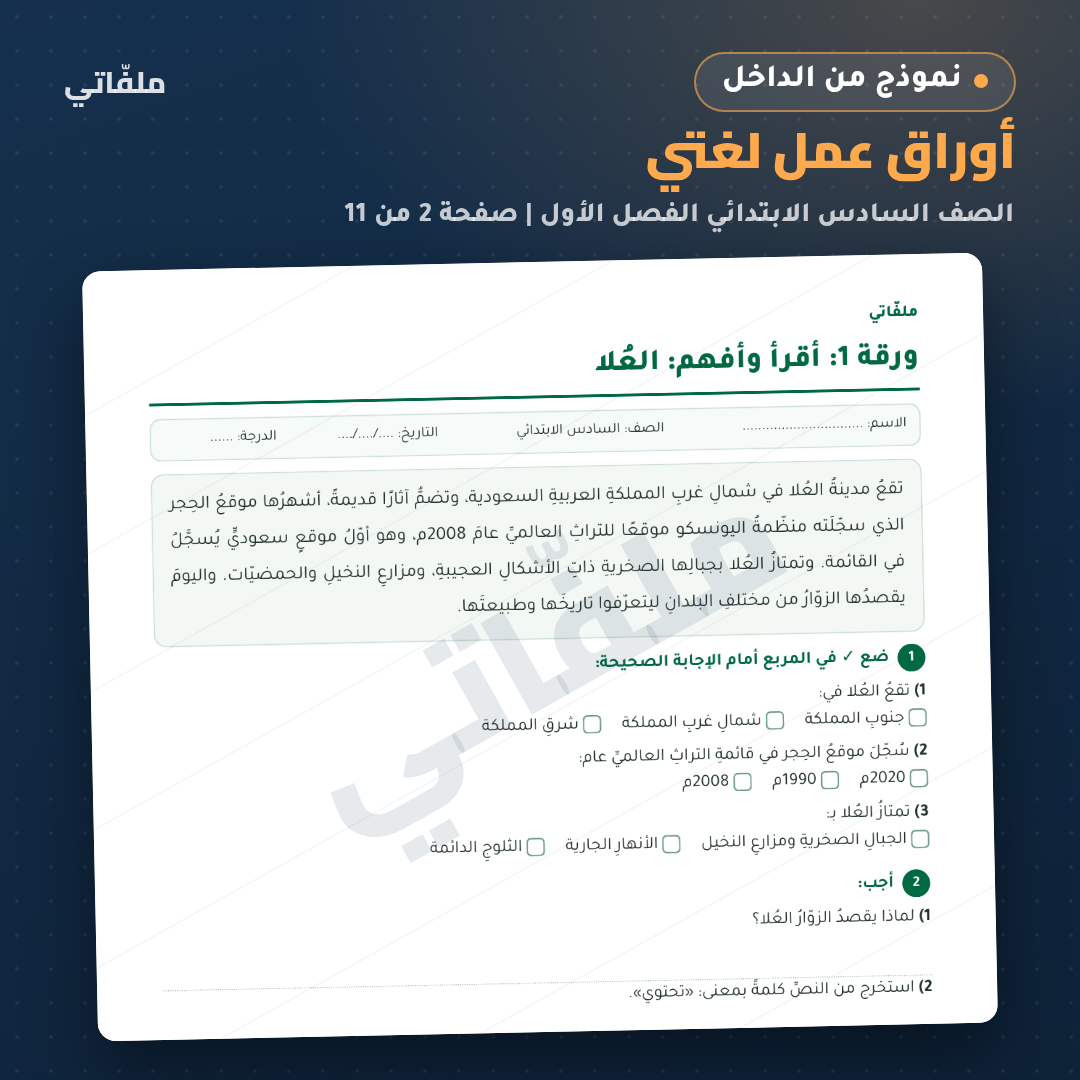 نموذج من الداخل
ملفّاتي
أوراق عمل لغتي
الصف السادس الابتدائي الفصل الأول | صفحة 2 من 11
ملفّاتي
ورقة 1: أقرأ وأفهم: العُلا
الاسم: .............................. الصف: السادس الابتدائي التاريخ: ..../..../.... الدرجة: ......
تقعُ مدينةُ العُلا في شمالِ غربِ المملكةِ العربيةِ السعودية، وتضمُّ آثارًا قديمةً، أشهرُها موقعُ الحِجر
الذي سجّلَته منظّمةُ اليونسكو موقعًا للتراثِ العالميِّ عامَ 2008م، وهو أوّلُ موقعٍ سعوديٍّ يُسجَّلُ
في القائمة. وتمتازُ العُلا بجبالِها الصخريةِ ذاتِ الأشكالِ العجيبةِ، ومزارعِ النخيلِ والحمضيّات. واليومَ
يقصدُها الزوّارُ من مختلفِ البلدانِ ليتعرّفوا تاريخَها وطبيعتَها.
ملفّاتي
1 ضع ✓ في المربع أمام الإجابة الصحيحة:
1) تقعُ العُلا في:
جنوبِ المملكة شمالِ غربِ المملكة شرقِ المملكة
2) سُجّلَ موقعُ الحِجر في قائمةِ التراثِ العالميِّ عام:
2020م 1990م 2008م
3) تمتازُ العُلا بـ:
الجبالِ الصخريةِ ومزارعِ النخيل الأنهارِ الجارية الثلوجِ الدائمة
2 أجب:
1) لماذا يقصدُ الزوّارُ العُلا؟
2) استخرج من النصِّ كلمةً بمعنى: «تحتوي».